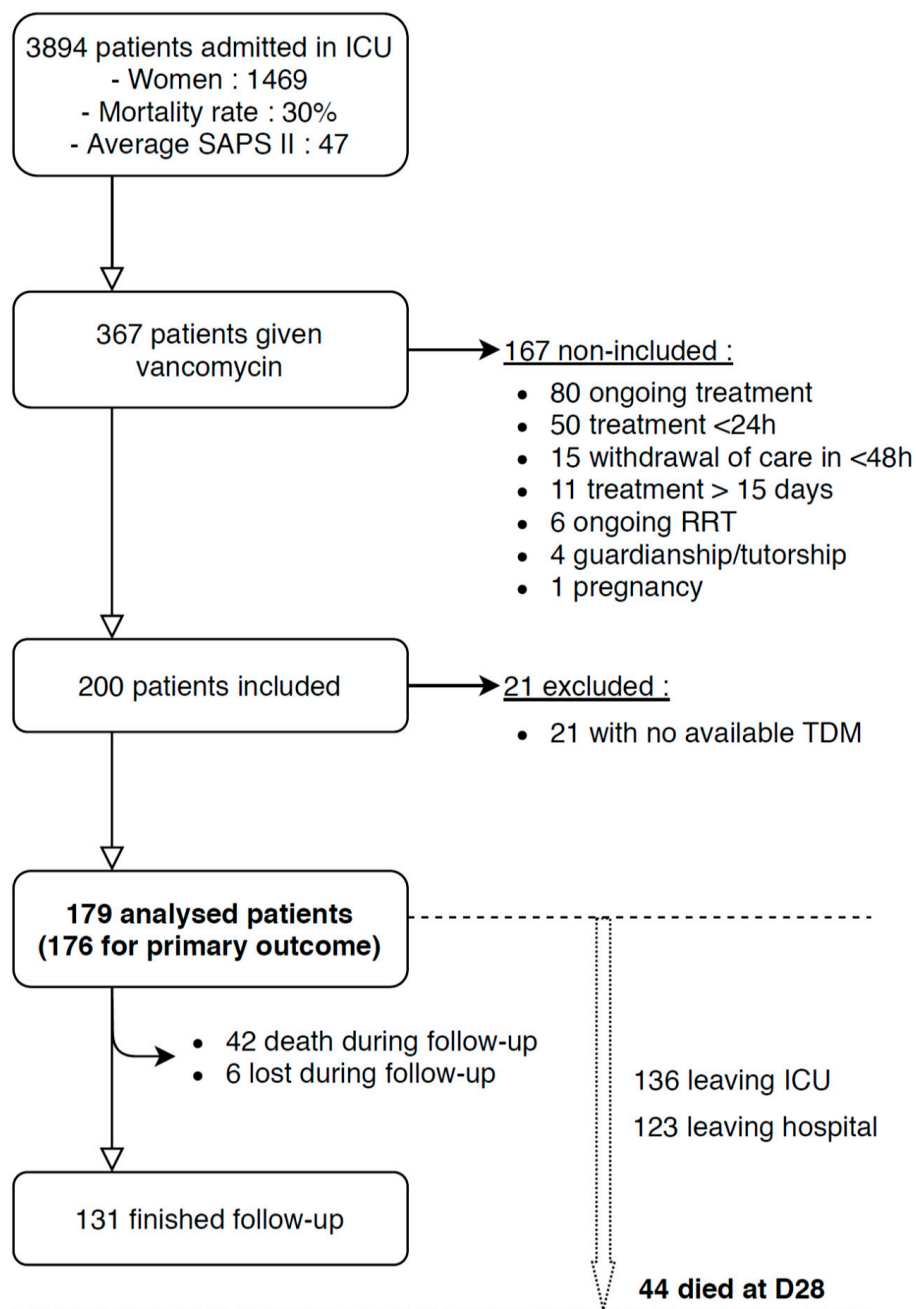 3894 patients admitted in ICU
- Women : 1469
- Mortality rate : 30%
- Average SAPS II : 47
367 patients given
vancomycin
167 non-included :
• 80 ongoing treatment
• 50 treatment <24h
• 15 withdrawal of care in <48h
• 11 treatment > 15 days
• 6 ongoing RRT
• 4 guardianship/tutorship
• 1 pregnancy
200 patients included
21 excluded :
• 21 with no available TDM
179 analysed patients
(176 for primary outcome)
• 42 death during follow-up
• 6 lost during follow-up
136 leaving ICU
123 leaving hospital
131 finished follow-up
44 died at D28